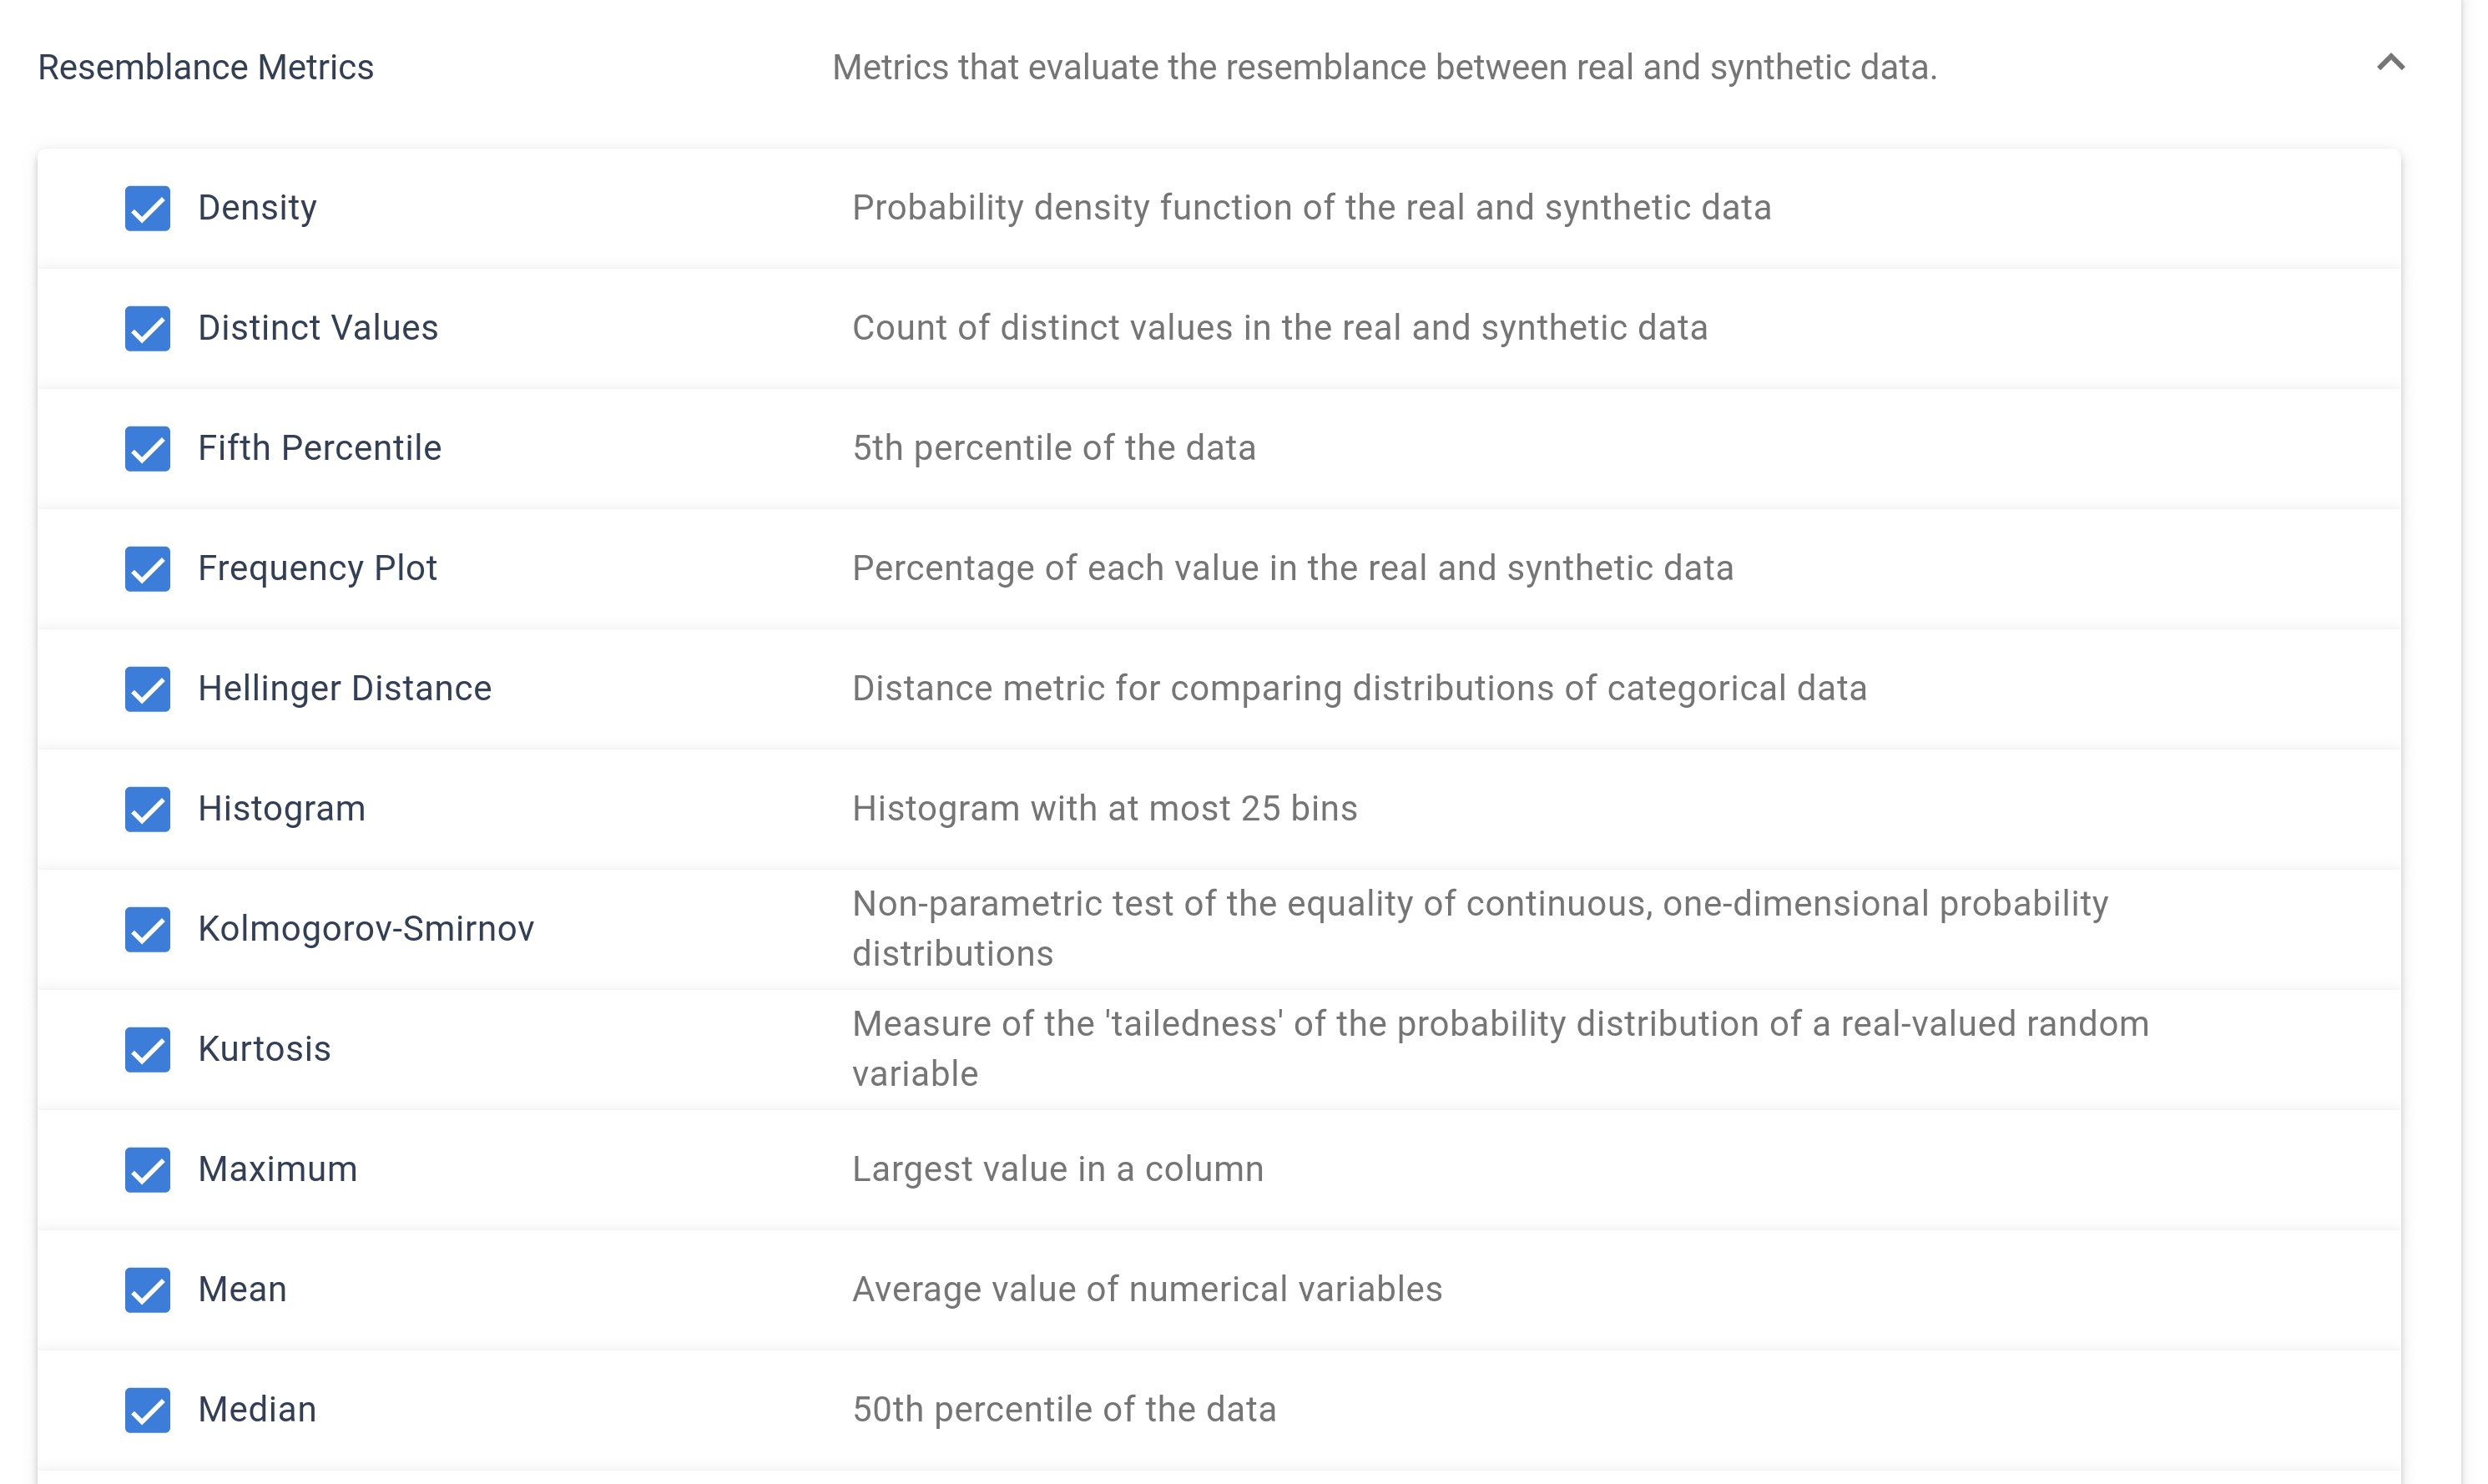 Resemblance Metrics
Metrics that evaluate the resemblance between real and synthetic data.
Density
Probability density function of the real and synthetic data
Distinct Values
Count of distinct values in the real and synthetic data
Fifth Percentile
5th percentile of the data
Frequency Plot
Percentage of each value in the real and synthetic data
Hellinger Distance
Distance metric for comparing distributions of categorical data
Histogram
Histogram with at most 25 bins
Kolmogorov-Smirnov
Non-parametric test of the equality of continuous, one-dimensional probability
distributions
Kurtosis
Measure of the 'tailedness' of the probability distribution of a real-valued random
variable
Maximum
Largest value in a column
Mean
Average value of numerical variables
Median
50th percentile of the data